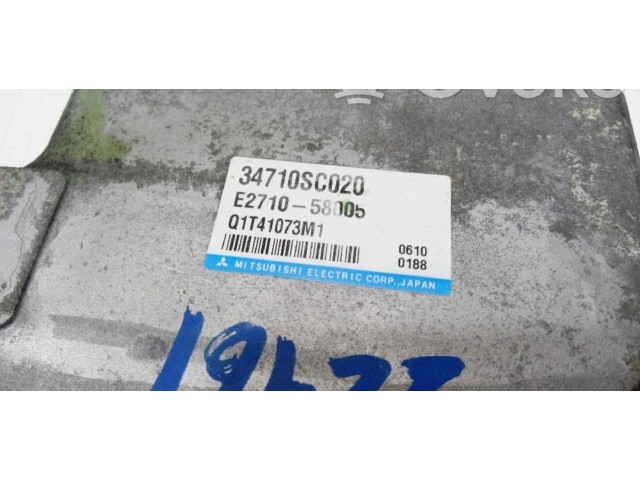 34710SC020
E2710-58005
Q1T41073M1
0610
0188
MITSUBISHI ELECTRIC CORP., JAPAN